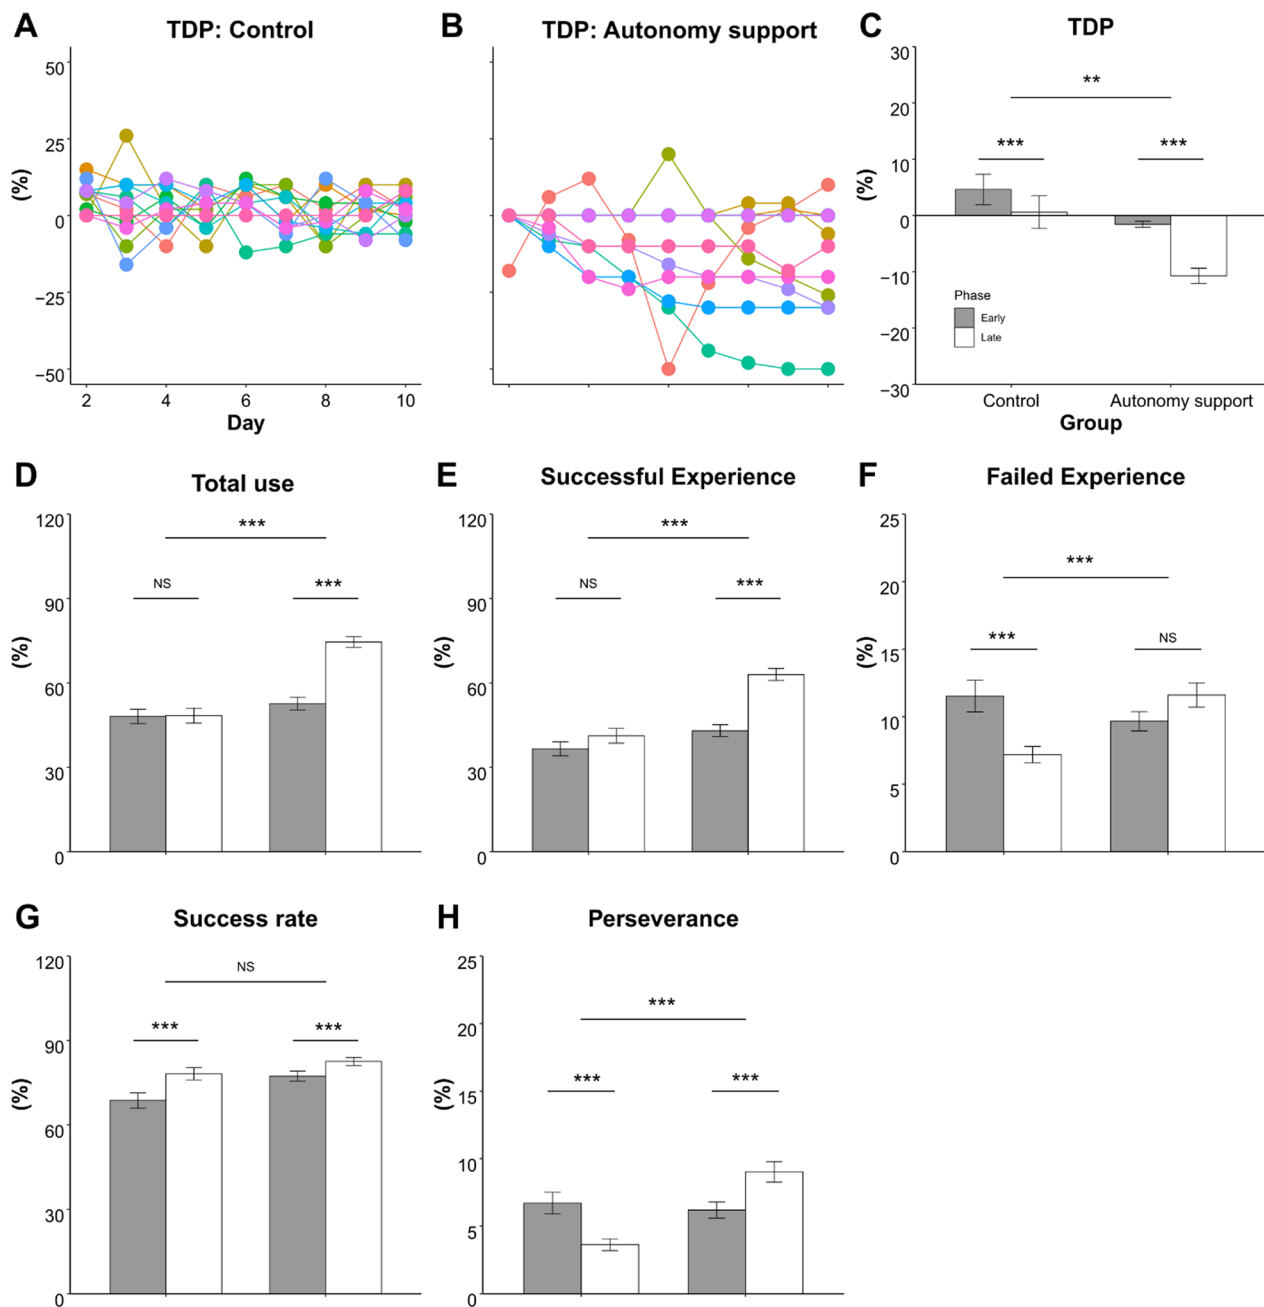 A
TDP: Control
50
25
0
−25
−50
(%)
2 4 6 8 10
Day
B
TDP: Autonomy support
C
TDP
30
20
10
0
−10
−20
−30
(%)
**
*** ***
Phase
Early
Late
Control Autonomy support
Group
D
Total use
120
90
60
30
0
(%)
***
NS ***
E
Successful Experience
120
90
60
30
0
(%)
***
NS ***
F
Failed Experience
25
20
15
10
5
0
(%)
***
*** NS
G
Success rate
120
90
60
30
0
(%)
NS
*** ***
H
Perseverance
25
20
15
10
5
0
(%)
***
*** ***